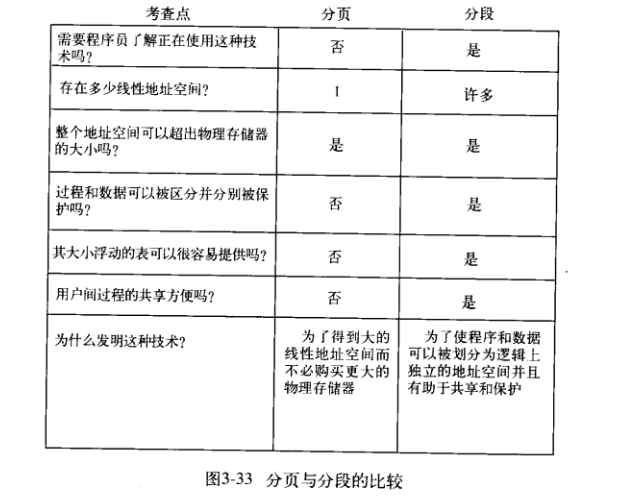 考查点 分页 分段
需要程序员了解正在使用这种技
术吗？
否 是
存在多少线性地址空间？ 1 许多
整个地址空间可以超出物理存储器
的大小吗？
是 是
过程和数据可以被区分并分别被保
护吗？
否 是
其大小浮动的表可以很容易提供吗？ 否 是
用户间过程的共享方便吗？ 否 是
为什么发明这种技术？
为了得到大的
线性地址空间而
不必购买更大的
物理存储器
为了使程序和数据
可以被划分为逻辑上
独立的地址空间并且
有助于共享和保护
图3-33 分页与分段的比较